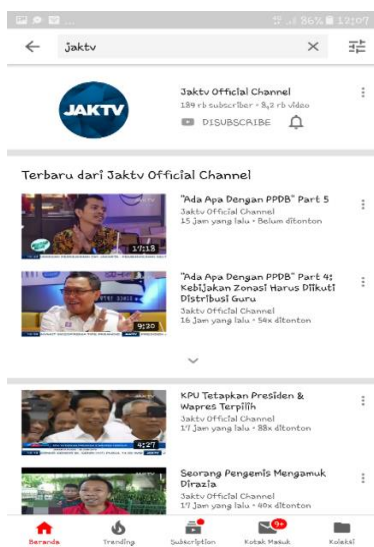 86% 12:07
jaktv
JAKTV
Jaktv Official Channel
189 rb subscriber • 8,2 rb video
DISUBSCRIBE
Terbaru dari Jaktv Official Channel
"Ada Apa Dengan PPDB" Part 5
Jaktv Official Channel
15 jam yang lalu • Belum ditonton
17:13
"Ada Apa Dengan PPDB" Part 4;
Kebijakan Zonasi Harus Diikuti
Distribusi Guru
Jaktv Official Channel
16 jam yang lalu • 54x ditonton
9:20
KPU Tetapkan Presiden &
Wapres Terpilih
Jaktv Official Channel
17 jam yang lalu • 88x ditonton
4:27
Seorang Pengemis Mengamuk
Dirazia
Jaktv Official Channel
17 jam yang lalu • 40x ditonton
9+
Beranda Trending Subscription Kotak Masuk Koleksi